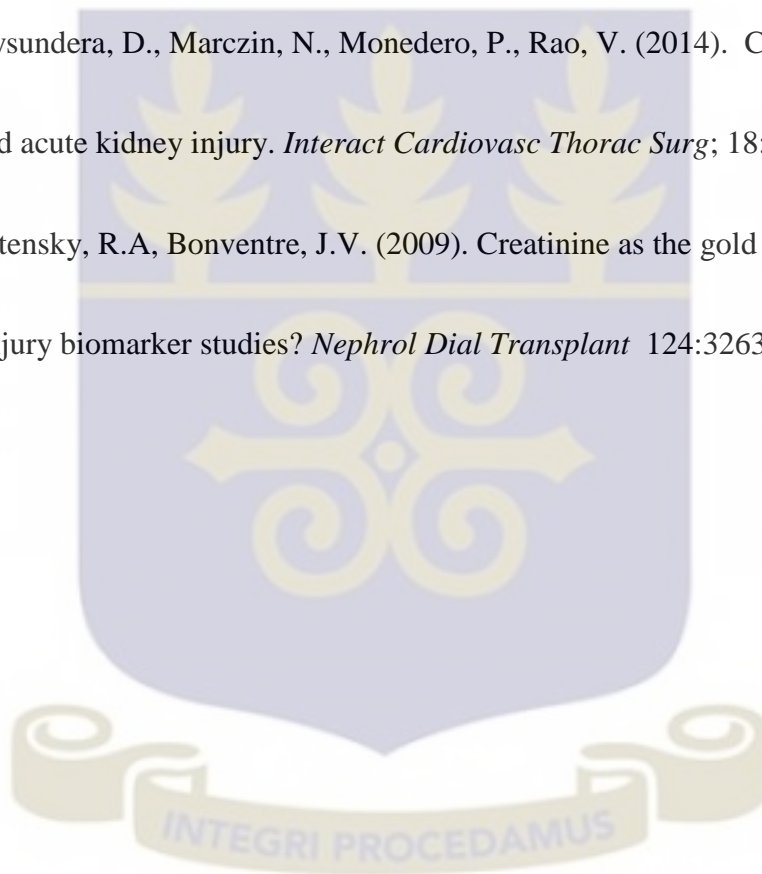 ysundera, D., Marczin, N., Monedero, P., Rao, V. (2014). C
d acute kidney injury. Interact Cardiovasc Thorac Surg; 18:
tensky, R.A, Bonventre, J.V. (2009). Creatinine as the gold
jury biomarker studies? Nephrol Dial Transplant 124:3263
INTEGRI PROCEDAMUS